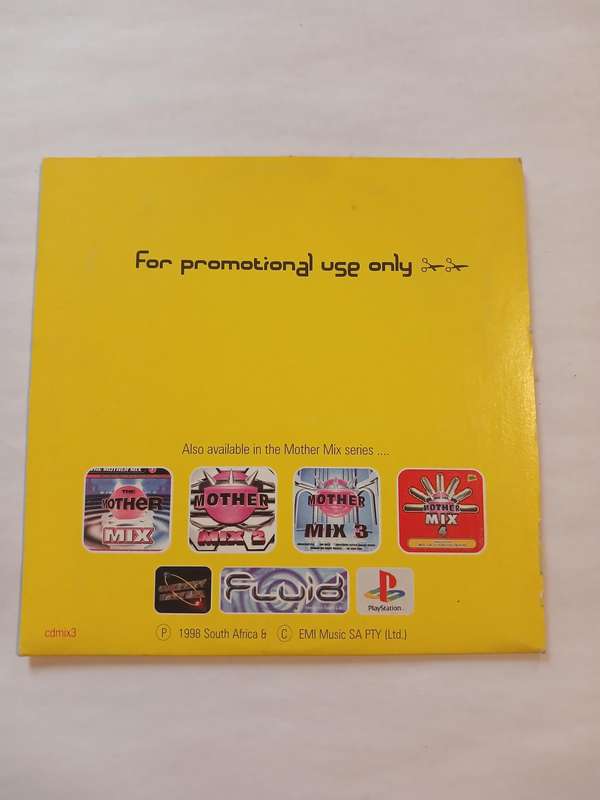 For promotional use only
Also available in the Mother Mix series ....
THE MOTHER MIX
MOTHER MIX 2
MOTHER MIX 3
MOTHER MIX 4
Fluid
PlayStation
cdmix3
Ⓟ 1998 South Africa & Ⓒ EMI Music SA PTY (Ltd.)